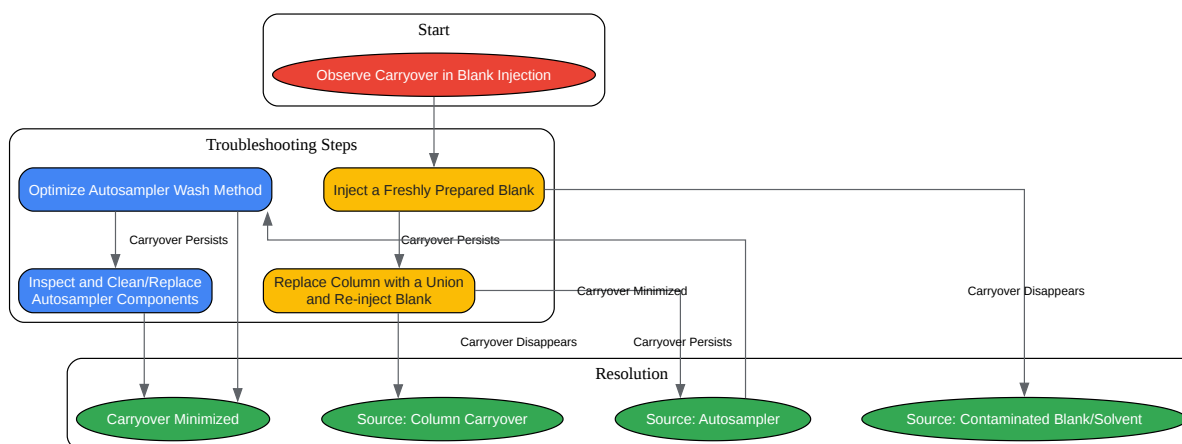 Start
Observe Carryover in Blank Injection
Troubleshooting Steps
Optimize Autosampler Wash Method
Inject a Freshly Prepared Blank
Carryover Persists
Carryover Persists
Inspect and Clean/Replace
Autosampler Components
Replace Column with a Union
and Re-inject Blank
Carryover Minimized
Carryover Disappears
Carryover Disappears
Carryover Persists
Resolution
Carryover Minimized
Source: Column Carryover
Source: Autosampler
Source: Contaminated Blank/Solvent